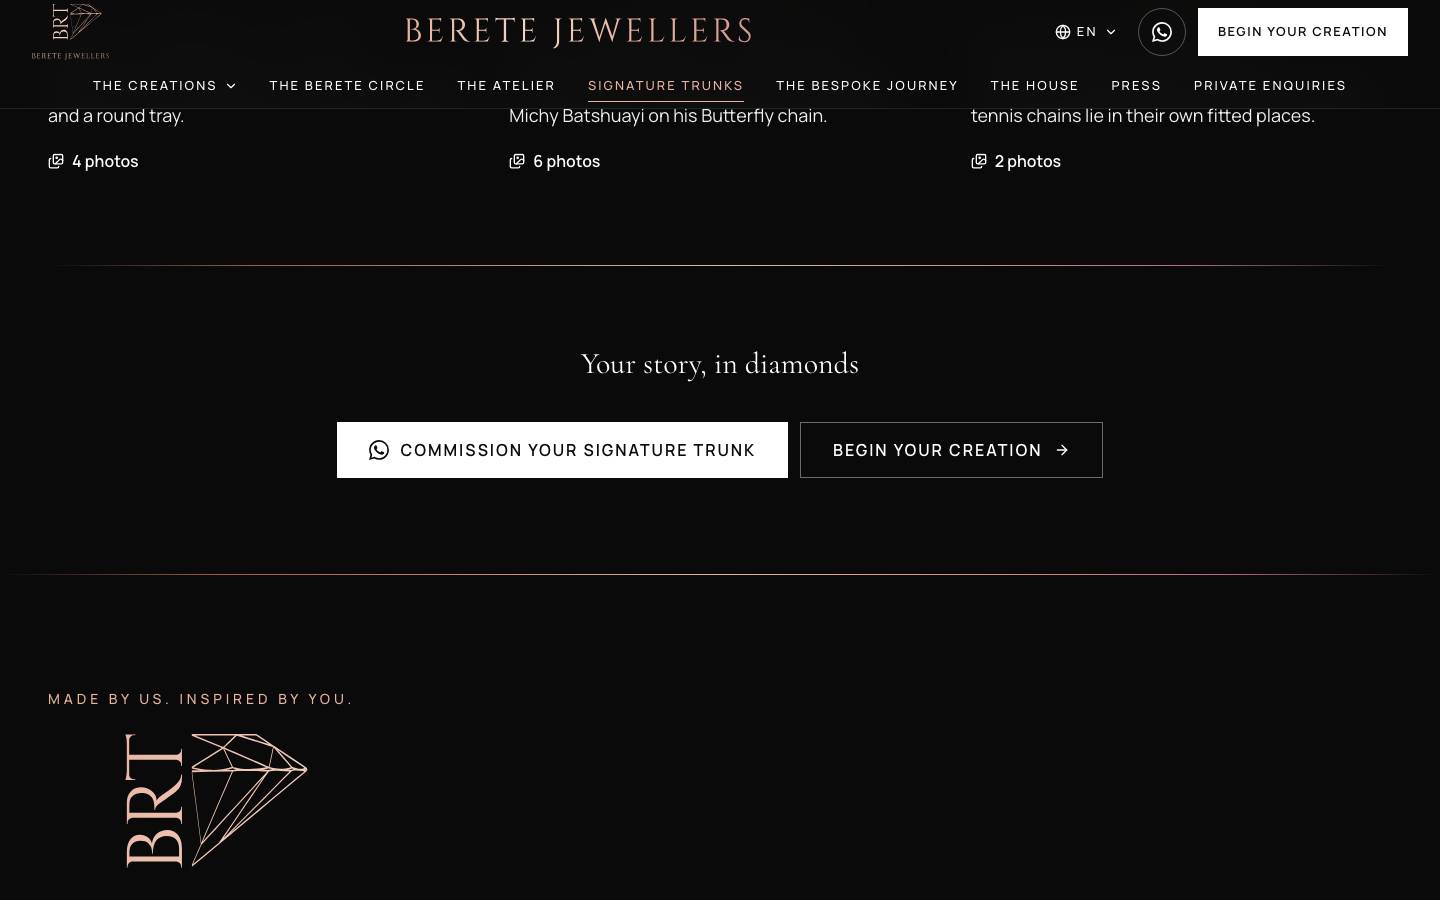 BRT
BERETE JEWELLERS
BERETE JEWELLERS
EN
BEGIN YOUR CREATION
THE CREATIONS
THE BERETE CIRCLE
THE ATELIER
SIGNATURE TRUNKS
THE BESPOKE JOURNEY
THE HOUSE
PRESS
PRIVATE ENQUIRIES
and a round tray.
Michy Batshuayi on his Butterfly chain.
tennis chains lie in their own fitted places.
4 photos
6 photos
2 photos
Your story, in diamonds
COMMISSION YOUR SIGNATURE TRUNK
BEGIN YOUR CREATION
MADE BY US. INSPIRED BY YOU.
BRT